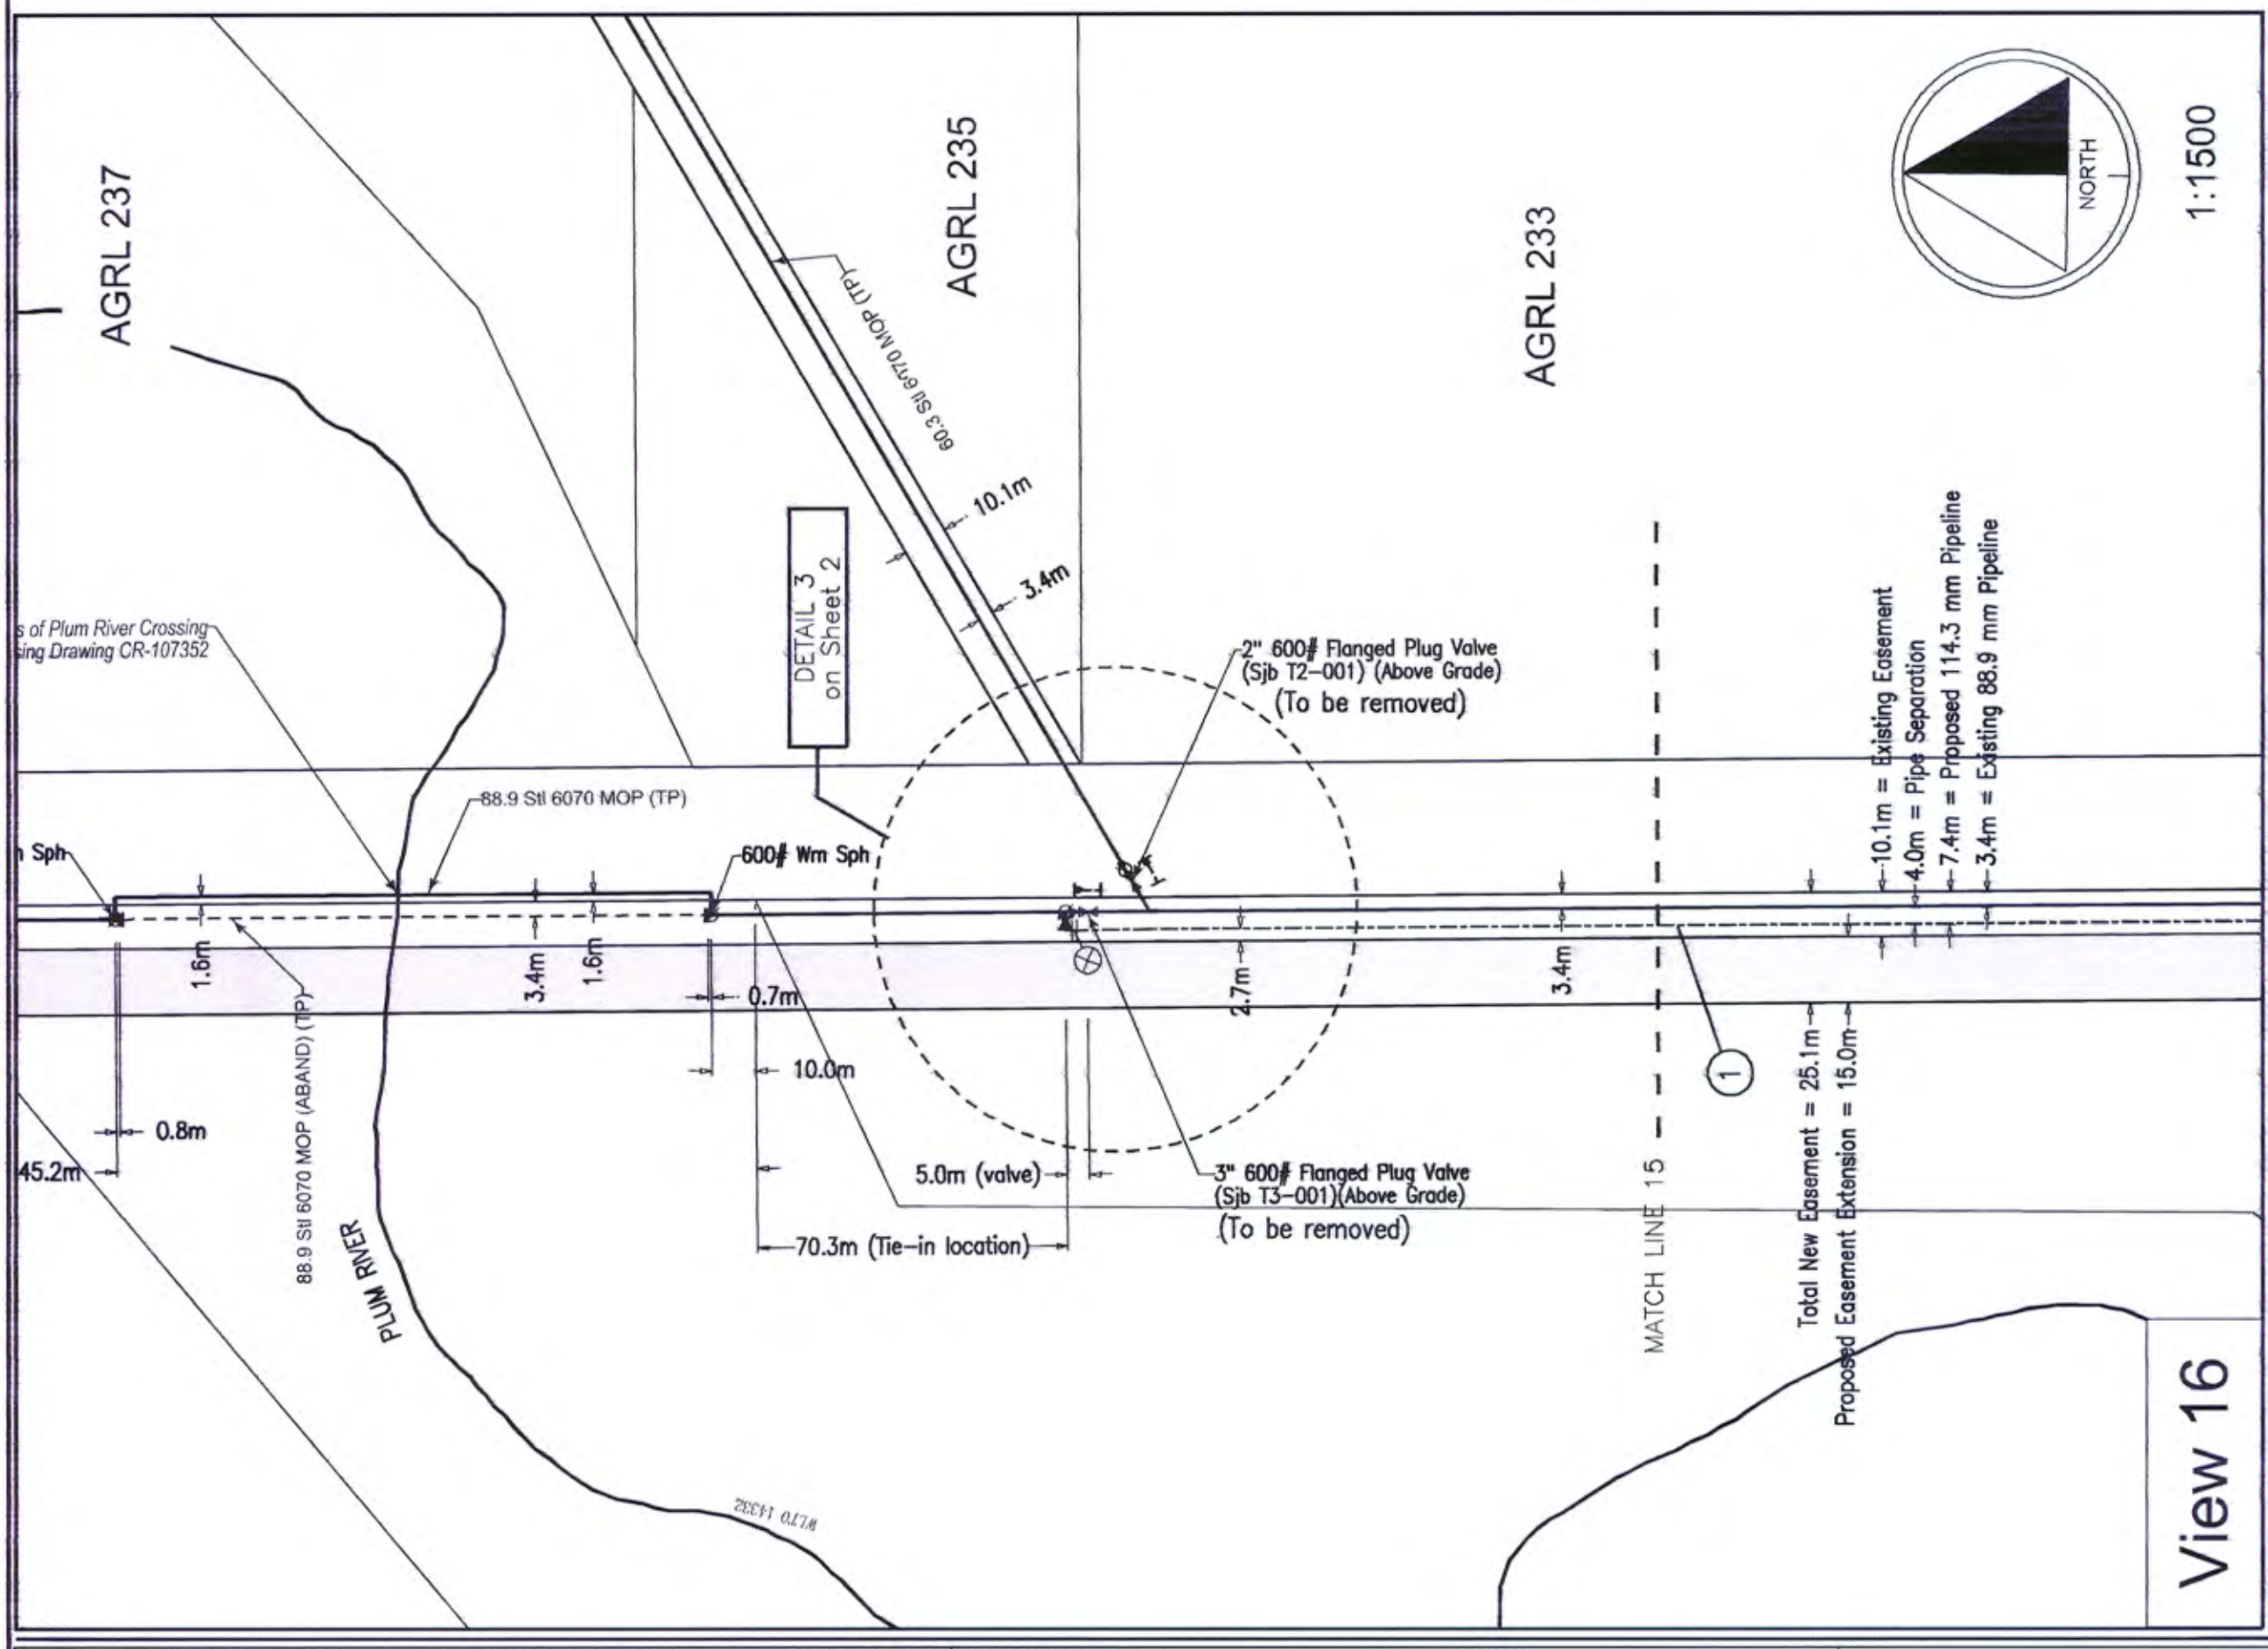 AGRL 237
AGRL 235
AGRL 233
NORTH
1:1500
60.3 Stl 6070 MOP (TP)
10.1m
3.4m
DETAIL 3
on Sheet 2
s of Plum River Crossing
sing Drawing CR-107352
2" 600# Flanged Plug Valve
(Sjb T2-001) (Above Grade)
(To be removed)
88.9 Stl 6070 MOP (TP)
Sph
600# Wm Sph
1.6m
3.4m
1.6m
0.7m
2.7m
3.4m
10.1m = Existing Easement
4.0m = Pipe Separation
7.4m = Proposed 114.3 mm Pipeline
3.4m = Existing 88.9 mm Pipeline
88.9 Stl 6070 MOP (ABAND) (TP)
10.0m
0.8m
45.2m
5.0m (valve)
70.3m (Tie-in location)
3" 600# Flanged Plug Valve
(Sjb T3-001)(Above Grade)
(To be removed)
MATCH LINE 15
1
Total New Easement = 25.1m
Proposed Easement Extension = 15.0m
PLUM RIVER
WLTO 14332
View 16